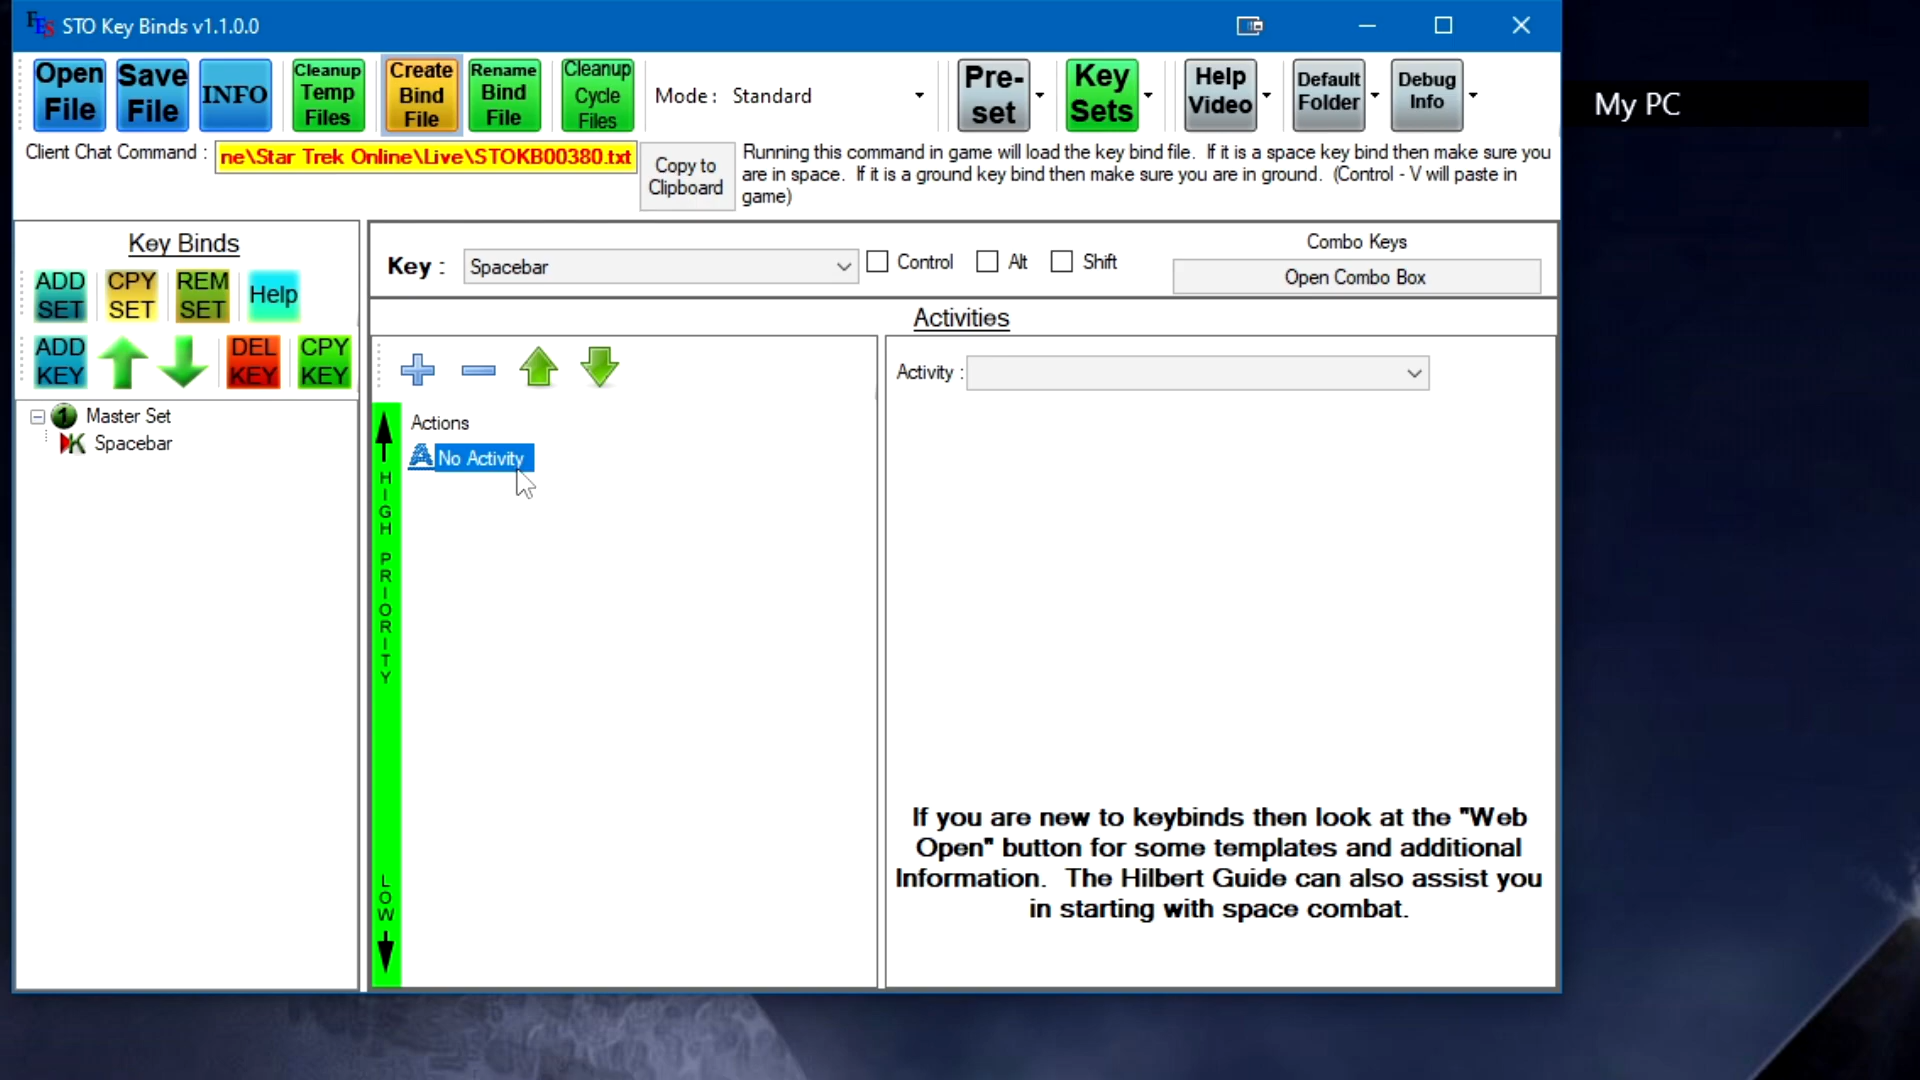 FES STO Key Binds v1.1.0.0
Open File
Save File
INFO
Cleanup Temp Files
Create Bind File
Rename Bind File
Cleanup Cycle Files
Mode : Standard
Pre-set
Key Sets
Help Video
Default Folder
Debug Info
My PC
Client Chat Command : ne\Star Trek Online\Live\STOKB00380.txt
Copy to Clipboard
Running this command in game will load the key bind file. If it is a space key bind then make sure you
are in space. If it is a ground key bind then make sure you are in ground. (Control - V will paste in
game)
Key Binds
ADD SET
CPY SET
REM SET
Help
ADD KEY
DEL KEY
CPY KEY
1 Master Set
K Spacebar
Key : Spacebar
Control
Alt
Shift
Combo Keys
Open Combo Box
Activities
Actions
A No Activity
HIGH PRIORITY LOW
Activity :
If you are new to keybinds then look at the "Web
Open" button for some templates and additional
Information. The Hilbert Guide can also assist you
in starting with space combat.